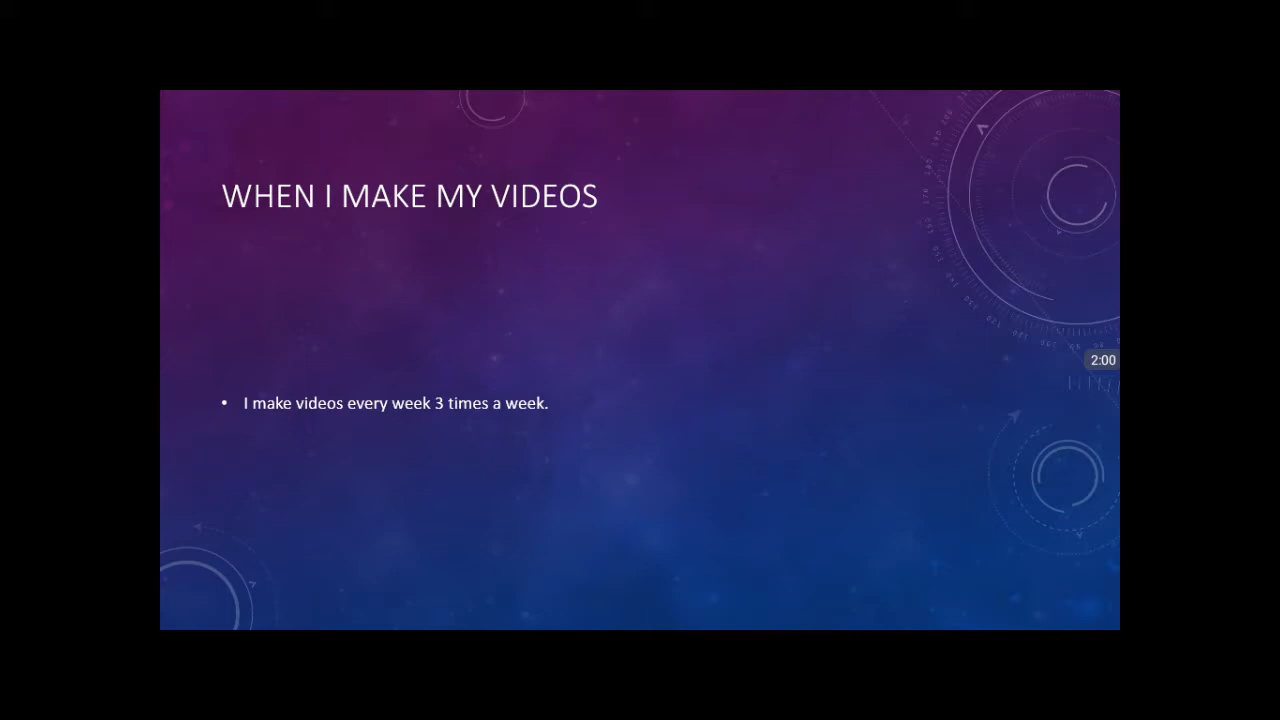 WHEN I MAKE MY VIDEOS
• I make videos every week 3 times a week.
2:00